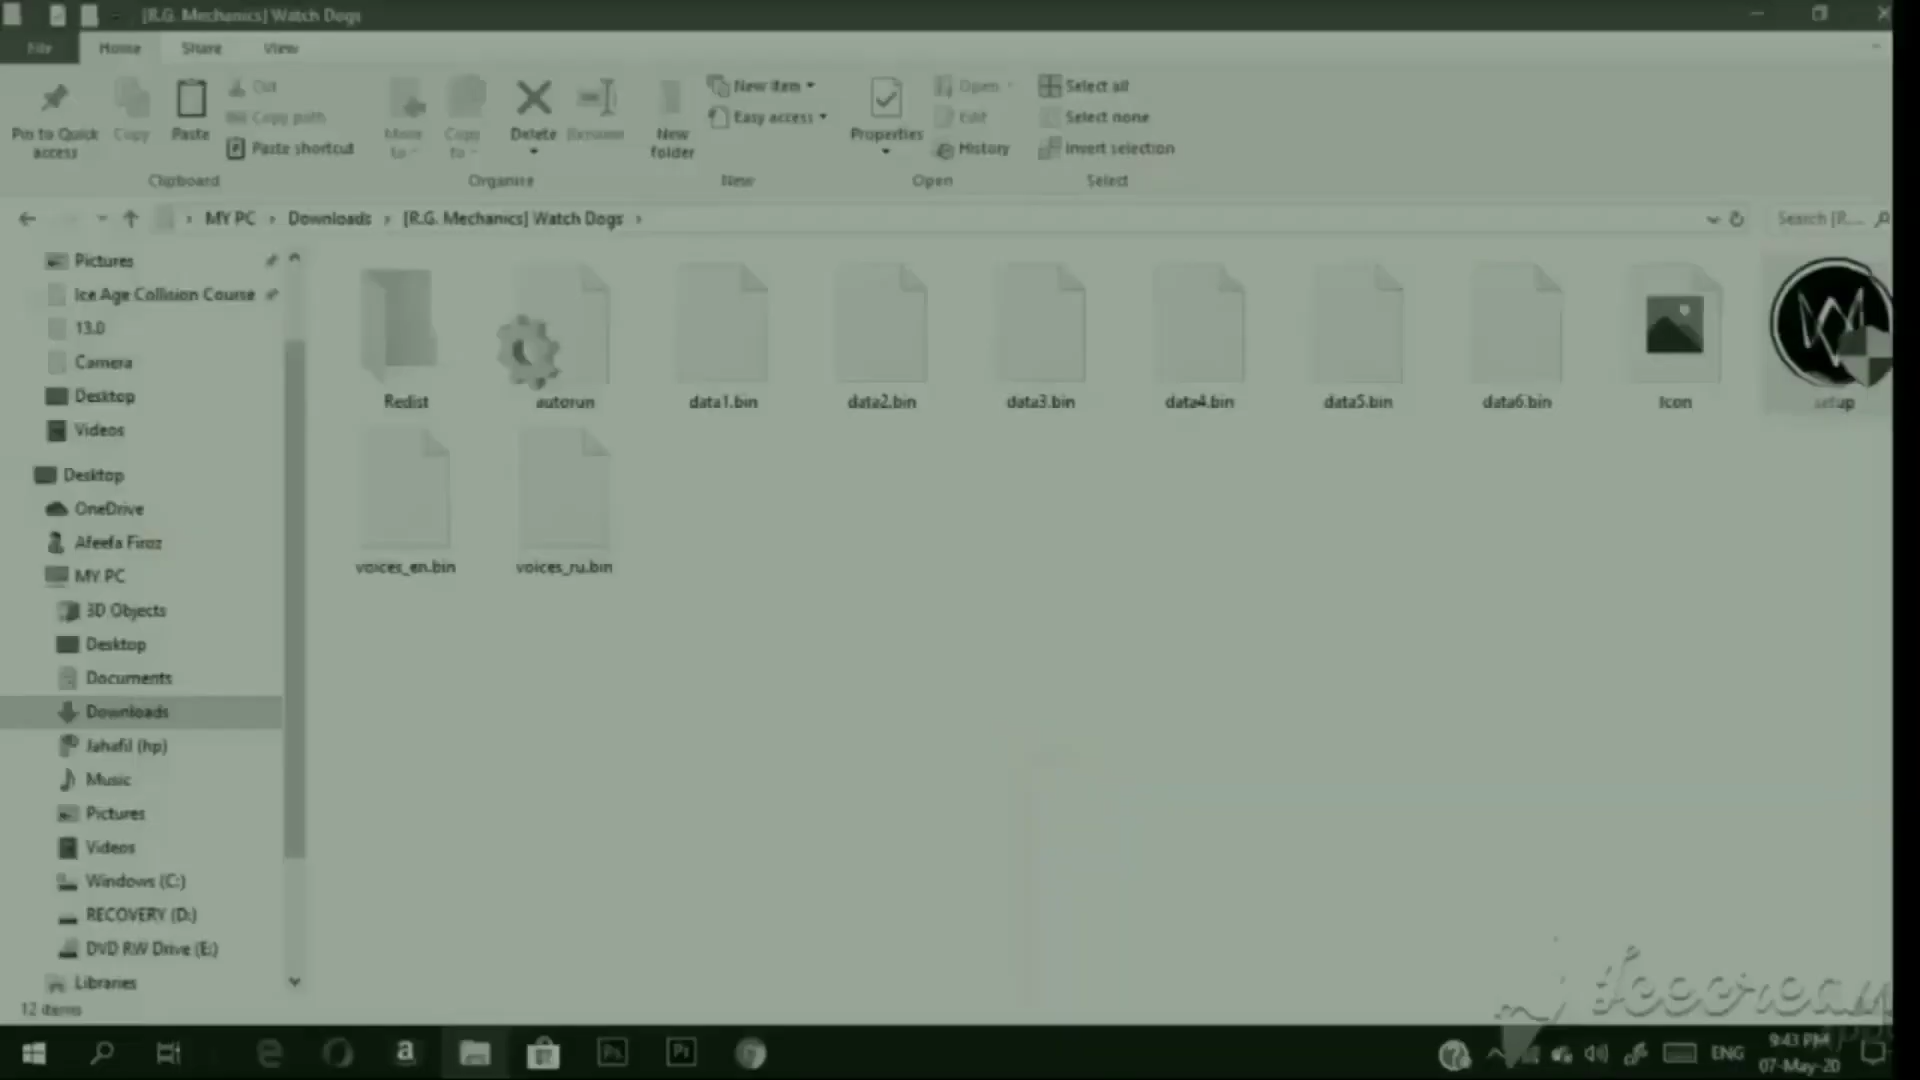 [R.G. Mechanics] Watch Dogs
File
Home
Share
View
Pin to Quick access
Copy
Paste
Cut
Copy path
Paste shortcut
Move to
Copy to
Delete
Rename
New folder
New item
Easy access
Properties
Open
Edit
History
Select all
Select none
Invert selection
Clipboard
Organise
New
Open
Select
MY PC
Downloads
[R.G. Mechanics] Watch Dogs
Search [R...
Pictures
Ice Age Collision Course
13.0
Camera
Desktop
Videos
Desktop
OneDrive
Afeefa Firoz
MY PC
3D Objects
Desktop
Documents
Downloads
Jahafil (hp)
Music
Pictures
Videos
Windows (C:)
RECOVERY (D:)
DVD RW Drive (E:)
Libraries
Redist
autorun
data1.bin
data2.bin
data3.bin
data4.bin
data5.bin
data6.bin
Icon
setup
voices_en.bin
voices_ru.bin
12 items
ENG
9:43 PM
07-May-20